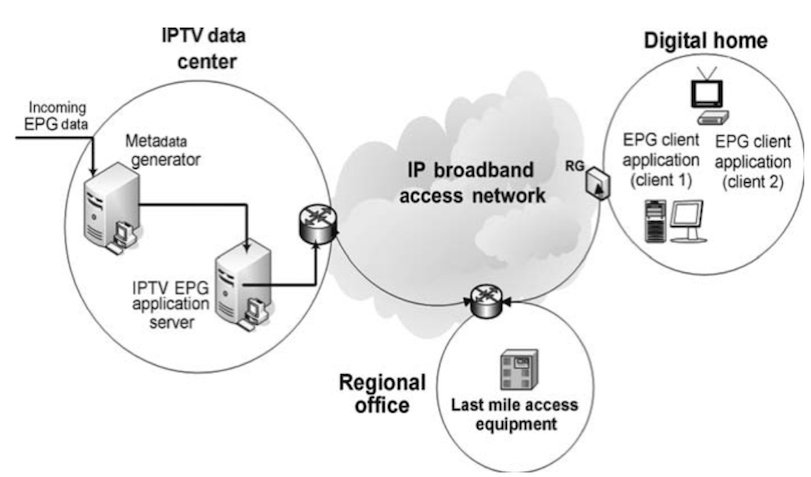 IPTV data
center
Digital home
Incoming
EPG data
Metadata
generator
IP broadband
access network
RG
EPG client
application
(client 1)
EPG client
application
(client 2)
IPTV EPG
application
server
Regional
office
Last mile access
equipment